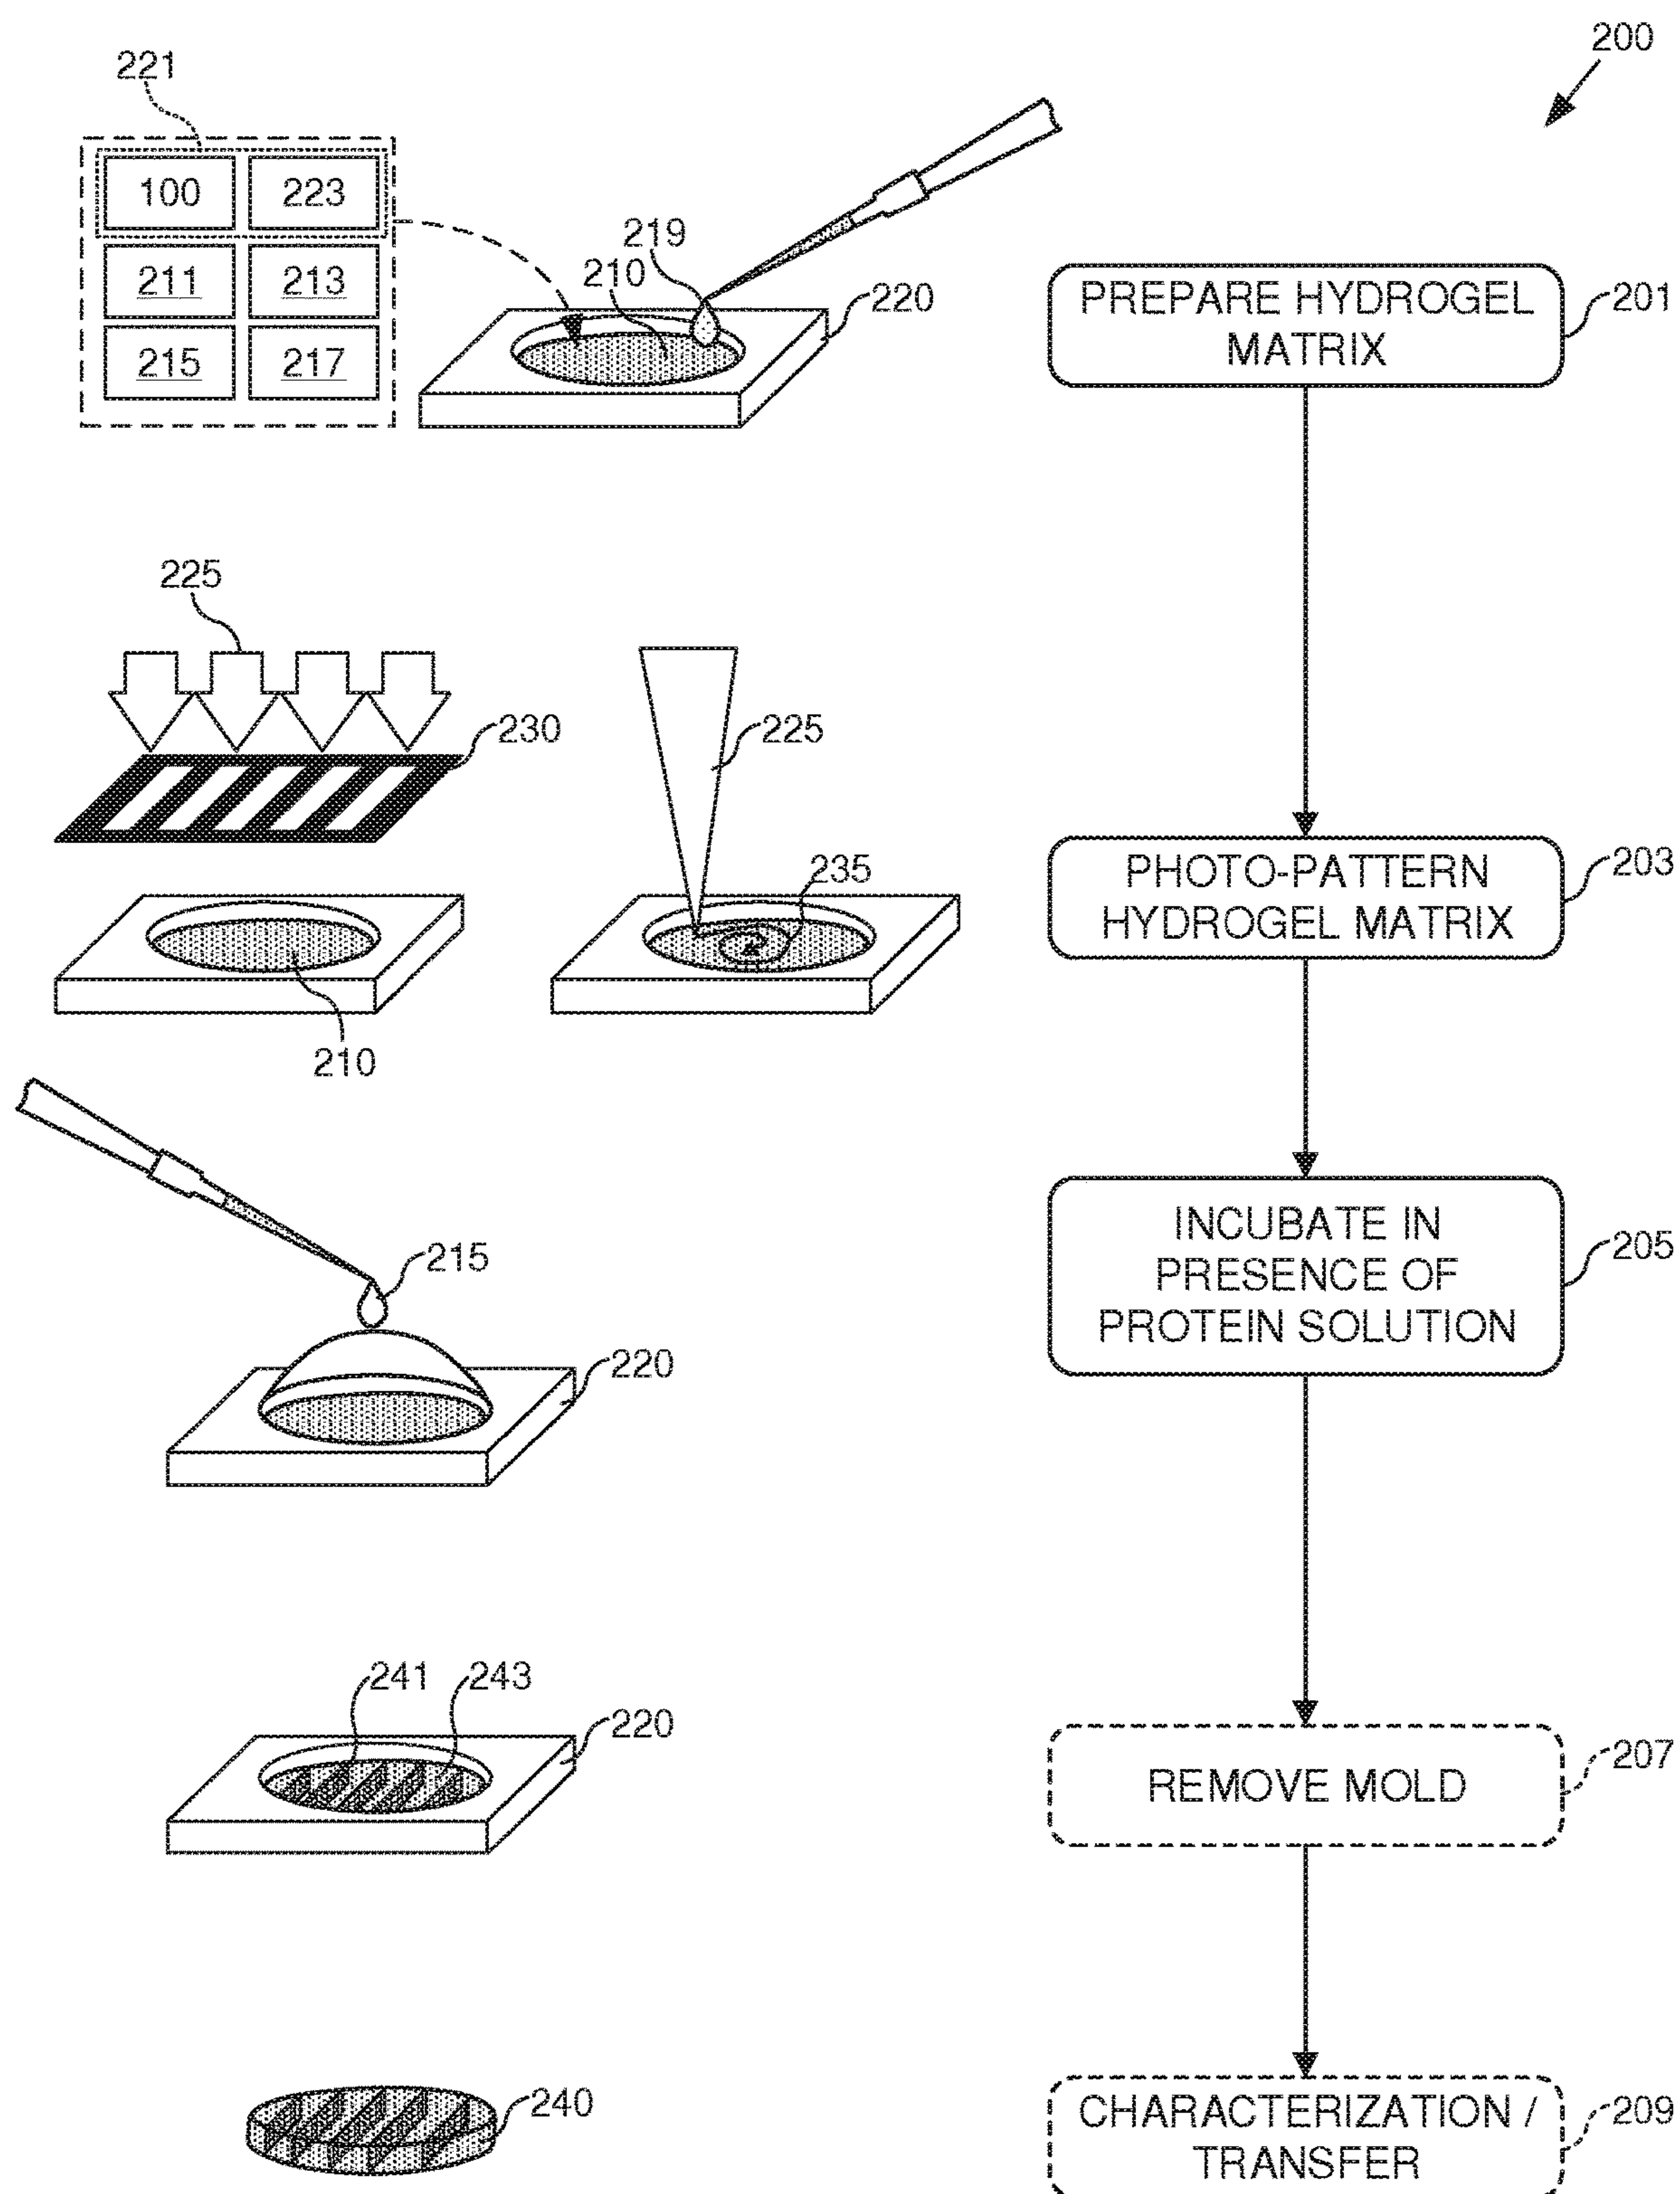 200
221
100 223
211 213
215 217
219
210
220
PREPARE HYDROGEL
MATRIX
201
225
230
225
235
210
PHOTO-PATTERN
HYDROGEL MATRIX
203
215
220
INCUBATE IN
PRESENCE OF
PROTEIN SOLUTION
205
241 243
220
REMOVE MOLD
207
240
CHARACTERIZATION /
TRANSFER
209